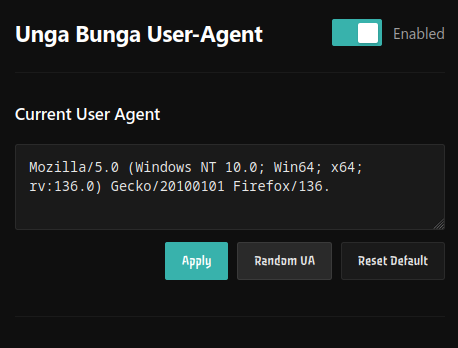 Unga Bunga User-Agent
Enabled
Current User Agent
Mozilla/5.0 (Windows NT 10.0; Win64; x64;
rv:136.0) Gecko/20100101 Firefox/136.
Apply
Random UA
Reset Default